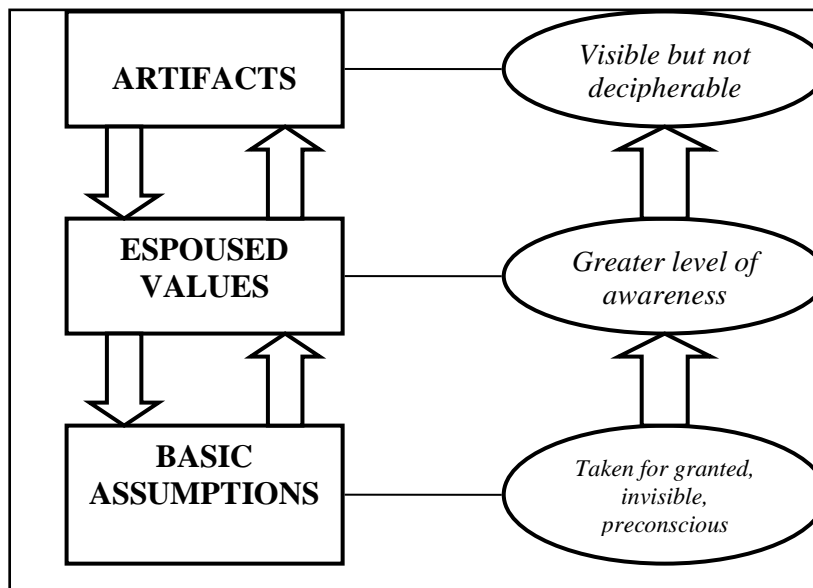 ARTIFACTS
Visible but not
decipherable
ESPOUSED
VALUES
Greater level of
awareness
BASIC
ASSUMPTIONS
Taken for granted,
invisible,
preconscious